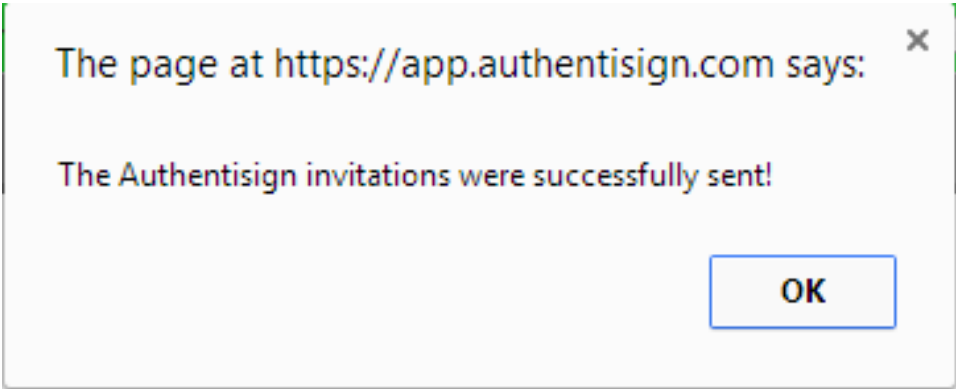 The page at https://app.authentisign.com says:
The Authentisign invitations were successfully sent!
OK